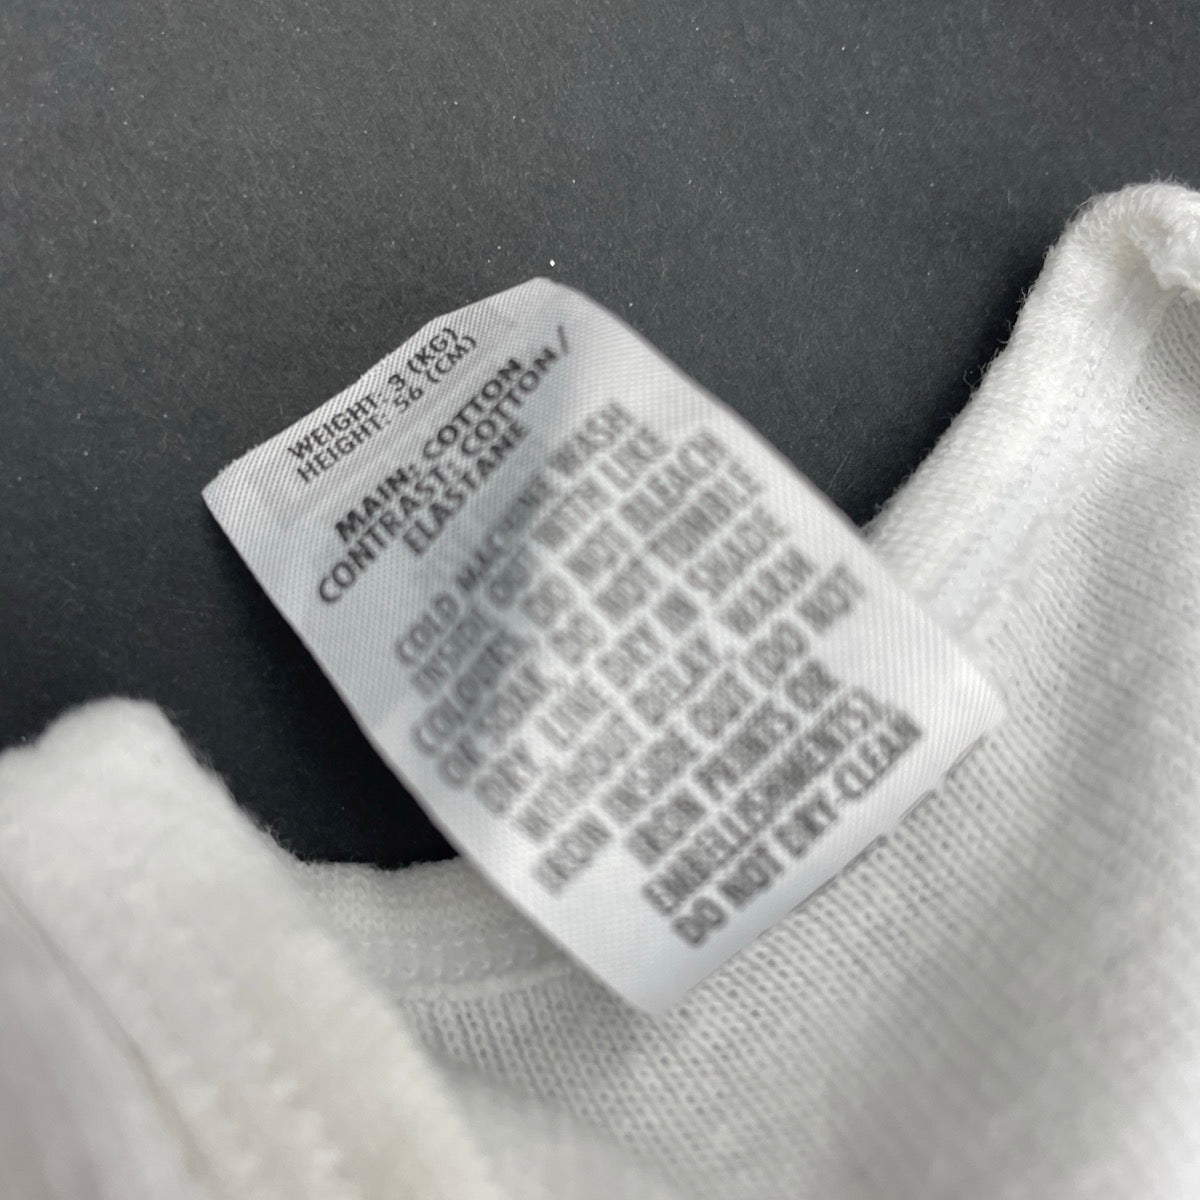 WEIGHT: 3 (KG)
HEIGHT: 56 (CM)
MAIN: COTTON
CONTRAST: COTTON/
ELASTANE
COLD MACHINE WASH
INSIDE OUT WITH LIKE
COLOURS DO NOT BLEACH
OR SOAK. DO NOT TUMBLE
DRY. LINE DRY IN SHADE
WITHOUT DELAY. WARM
IRON INSIDE OUT (DO NOT
IRON PRINTS OR
EMBELLISHMENTS)
DO NOT DRY-CLEAN